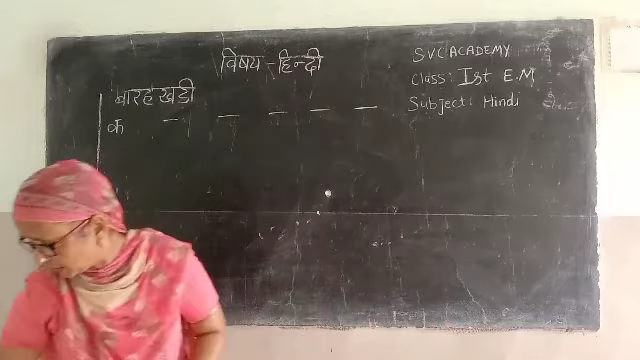 विषय - हिन्दी
SVC ACADEMY
Class: Ist E.M
Subject: Hindi
बारहखडी
क — — — — —